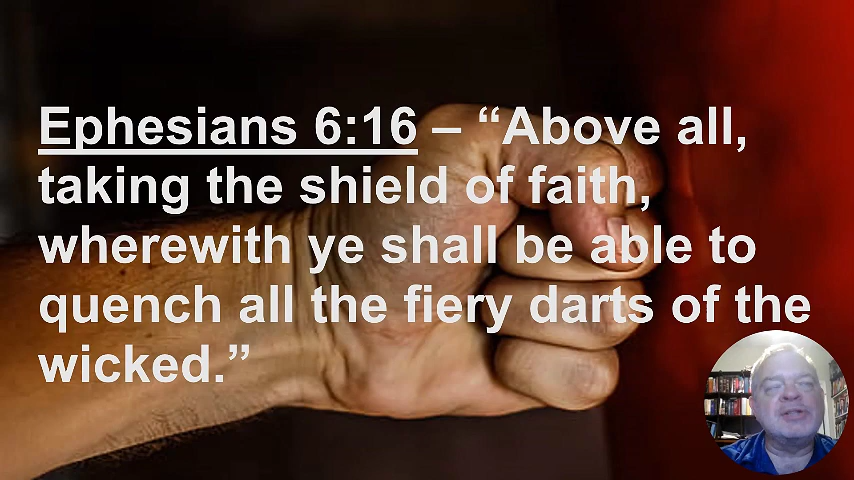 Ephesians 6:16 – “Above all,
taking the shield of faith,
wherewith ye shall be able to
quench all the fiery darts of the
wicked.”